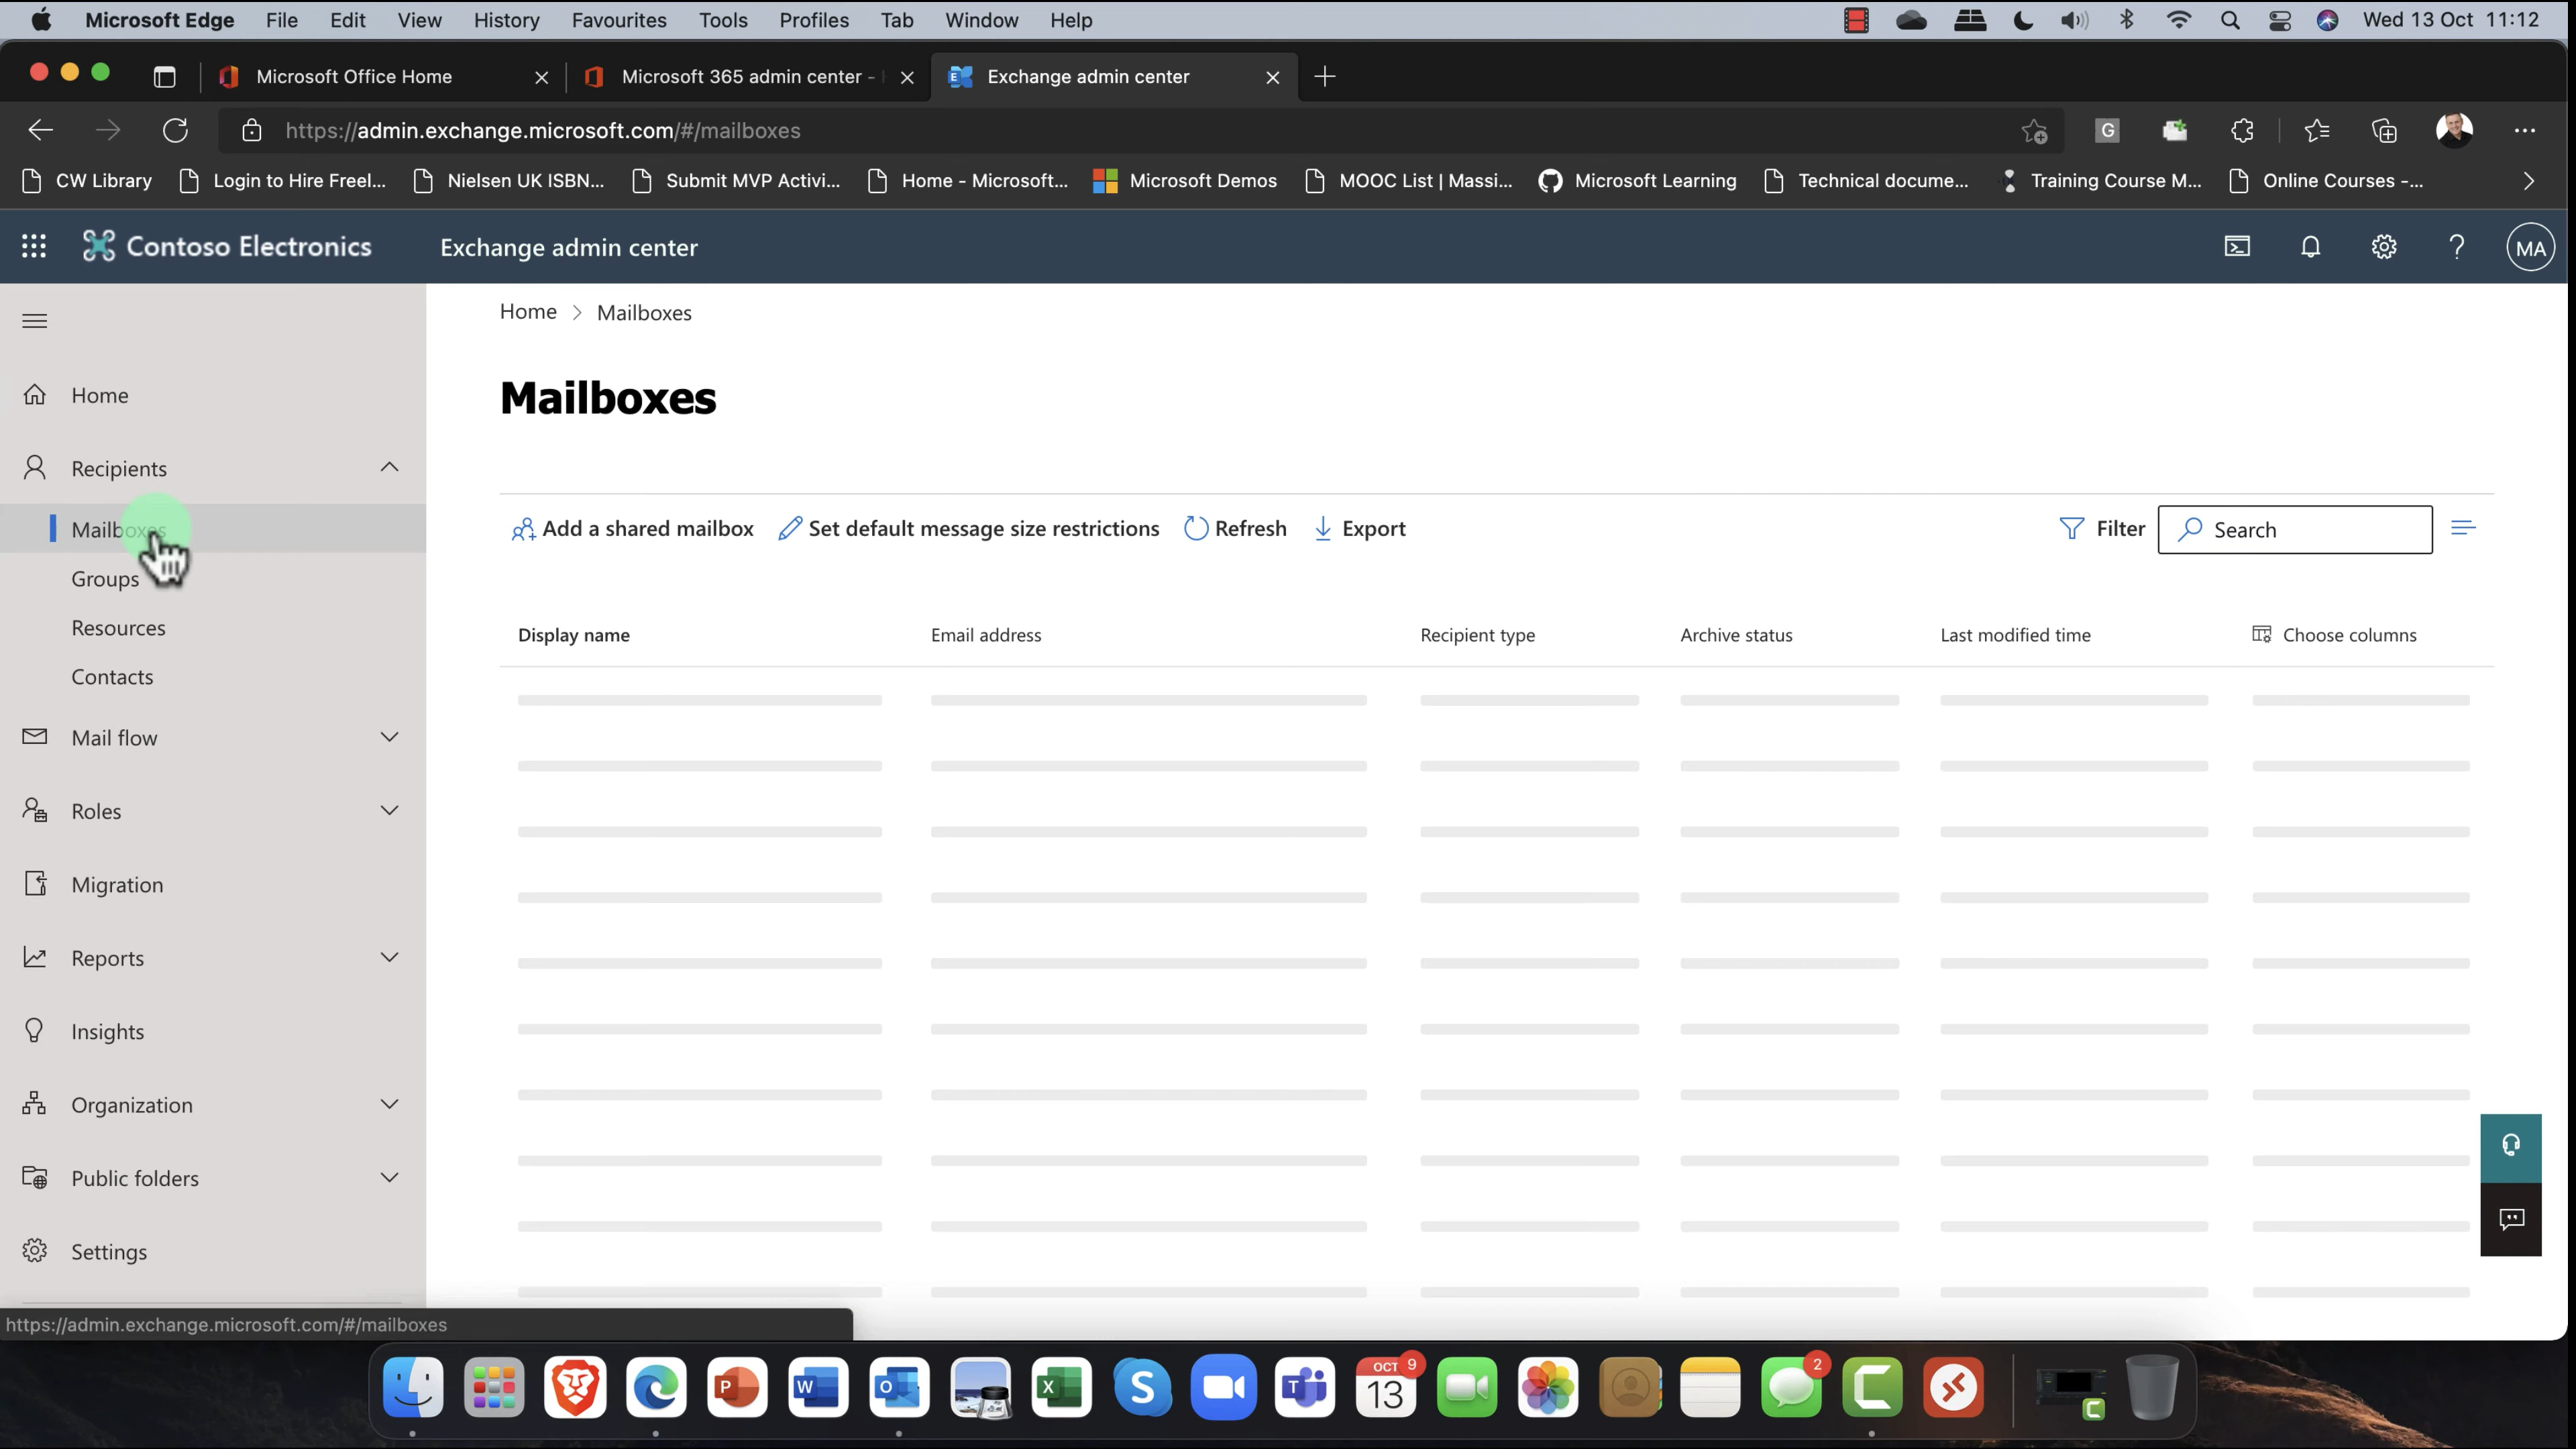 Microsoft Edge File Edit View History Favourites Tools Profiles Tab Window Help Wed 13 Oct 11:12
Microsoft Office Home Microsoft 365 admin center - Exchange admin center
https://admin.exchange.microsoft.com/#/mailboxes G
CW Library Login to Hire Freel... Nielsen UK ISBN... Submit MVP Activi... Home - Microsoft... Microsoft Demos MOOC List | Massi... Microsoft Learning Technical docume... Training Course M... Online Courses -...
Contoso Electronics Exchange admin center ? MA
Home > Mailboxes
Mailboxes
Home
Recipients
Mailboxes
Groups
Resources
Contacts
Mail flow
Roles
Migration
Reports
Insights
Organization
Public folders
Settings
Add a shared mailbox Set default message size restrictions Refresh Export Filter Search
Display name Email address Recipient type Archive status Last modified time Choose columns
https://admin.exchange.microsoft.com/#/mailboxes
P W O X S T OCT 13 9 2 C